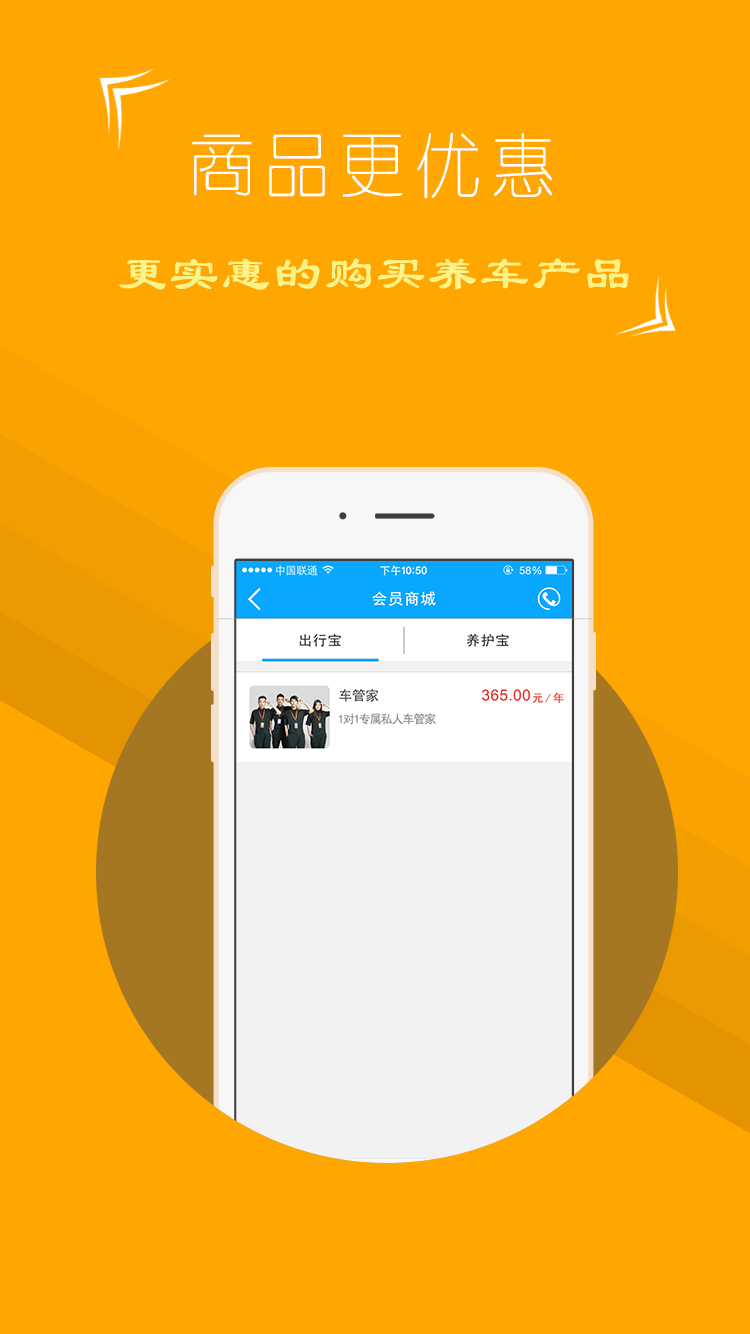 商品更优惠
更实惠的购买养车产品
中国联通 下午10:50 58%
会员商城
出行宝 养护宝
车管家 365.00元/年
1对1专属私人车管家